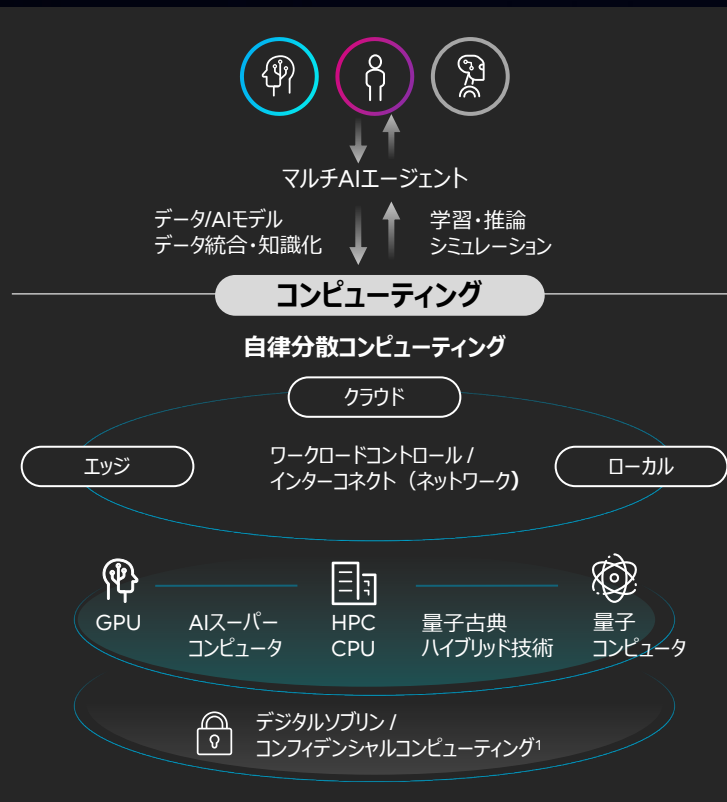 マルチAIエージェント
データ/AIモデル
データ統合・知識化
学習・推論
シミュレーション
コンピューティング
自律分散コンピューティング
クラウド
エッジ
ワークロードコントロール /
インターコネクト（ネットワーク）
ローカル
GPU
AIスーパー
コンピュータ
HPC
CPU
量子古典
ハイブリッド技術
量子
コンピュータ
デジタルソブリン /
コンフィデンシャルコンピューティング¹